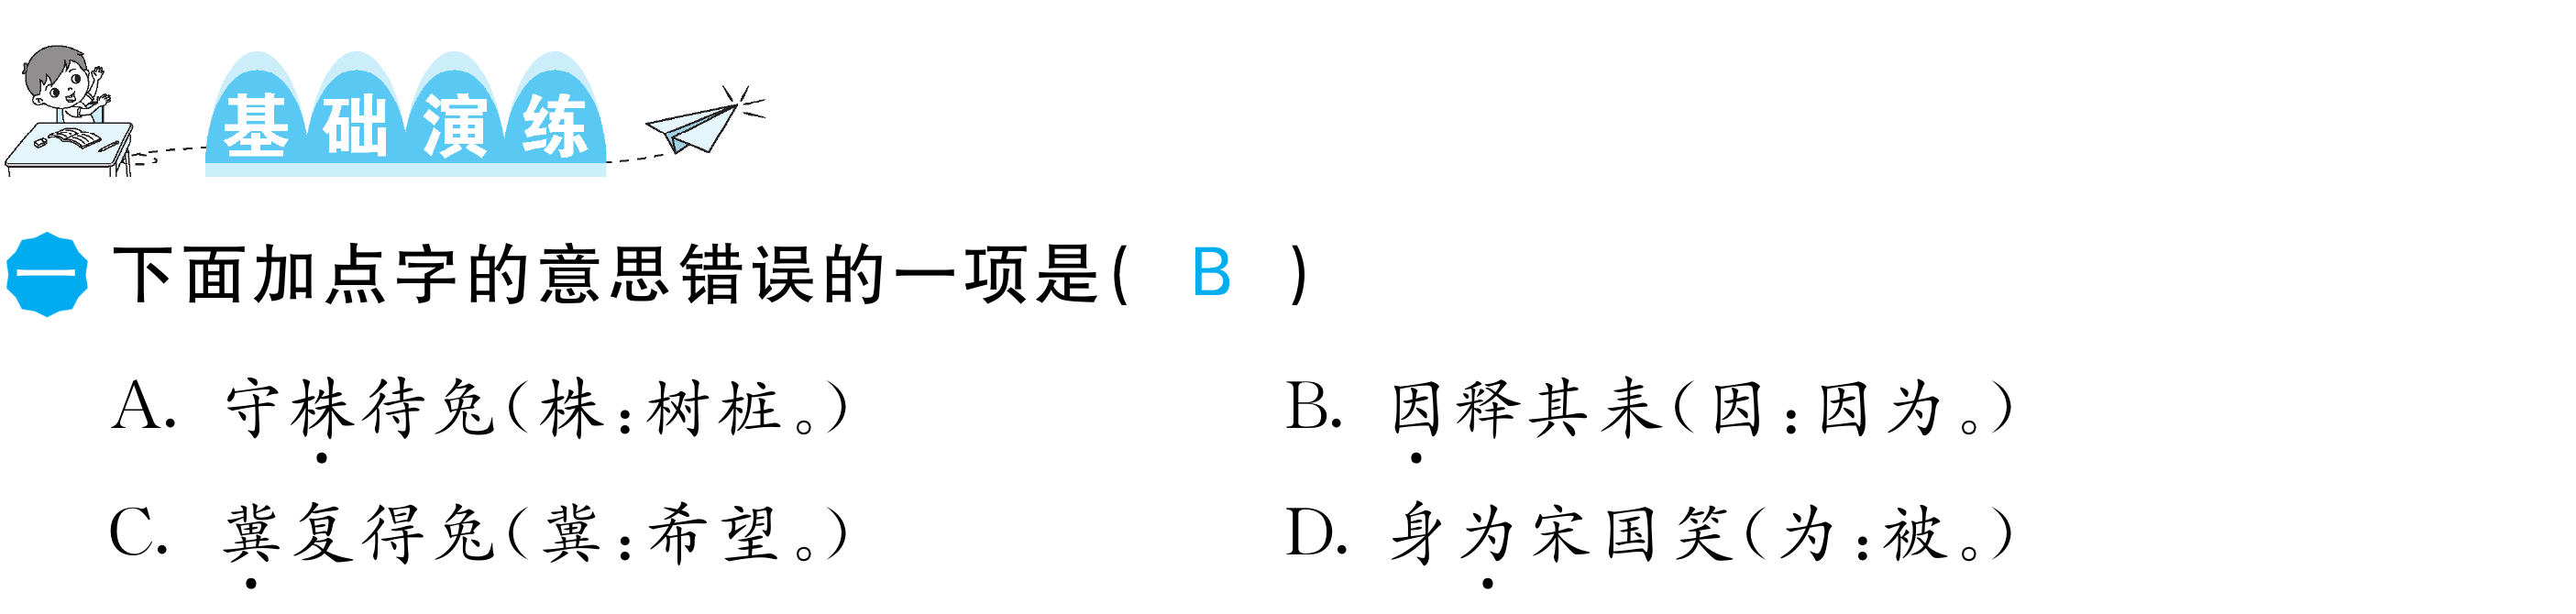 基础演练
一 下面加点字的意思错误的一项是( B )
A. 守株待兔(株:树桩。) B. 因释其耒(因:因为。)
C. 冀复得兔(冀:希望。) D. 身为宋国笑(为:被。)